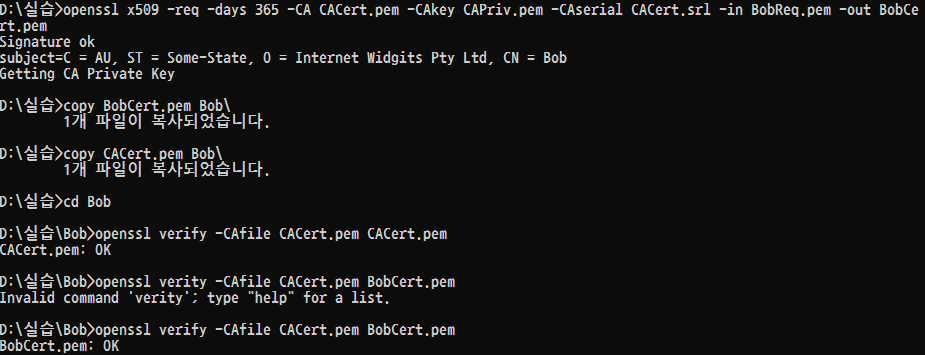 D:\실습>openssl x509 -req -days 365 -CA CACert.pem -CAkey CAPriv.pem -CAserial CACert.srl -in BobReq.pem -out BobCe
rt.pem
Signature ok
subject=C = AU, ST = Some-State, O = Internet Widgits Pty Ltd, CN = Bob
Getting CA Private Key
D:\실습>copy BobCert.pem Bob\
1개 파일이 복사되었습니다.
D:\실습>copy CACert.pem Bob\
1개 파일이 복사되었습니다.
D:\실습>cd Bob
D:\실습\Bob>openssl verify -CAfile CACert.pem CACert.pem
CACert.pem: OK
D:\실습\Bob>openssl verity -CAfile CACert.pem BobCert.pem
Invalid command 'verity'; type "help" for a list.
D:\실습\Bob>openssl verify -CAfile CACert.pem BobCert.pem
BobCert.pem: OK